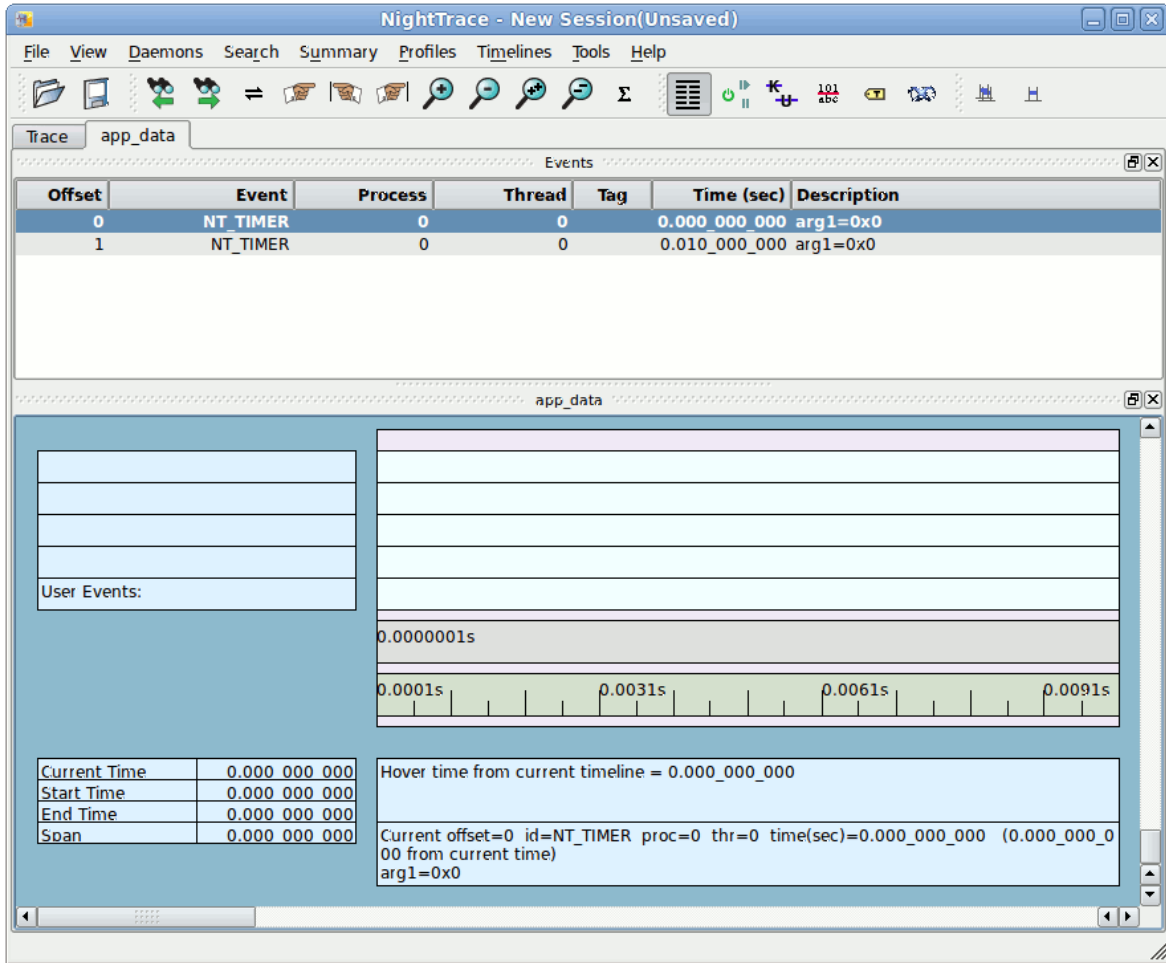 NightTrace - New Session(Unsaved)
File View Daemons Search Summary Profiles Timelines Tools Help
Σ 101 abc T
Trace app_data
Events
Offset Event Process Thread Tag Time (sec) Description
0 NT_TIMER 0 0 0.000_000_000 arg1=0x0
1 NT_TIMER 0 0 0.010_000_000 arg1=0x0
app_data
User Events:
0.0000001s
0.0001s 0.0031s 0.0061s 0.0091s
Current Time 0.000_000_000
Start Time 0.000_000_000
End Time 0.000_000_000
Span 0.000_000_000
Hover time from current timeline = 0.000_000_000
Current offset=0 id=NT_TIMER proc=0 thr=0 time(sec)=0.000_000_000 (0.000_000_0
00 from current time)
arg1=0x0